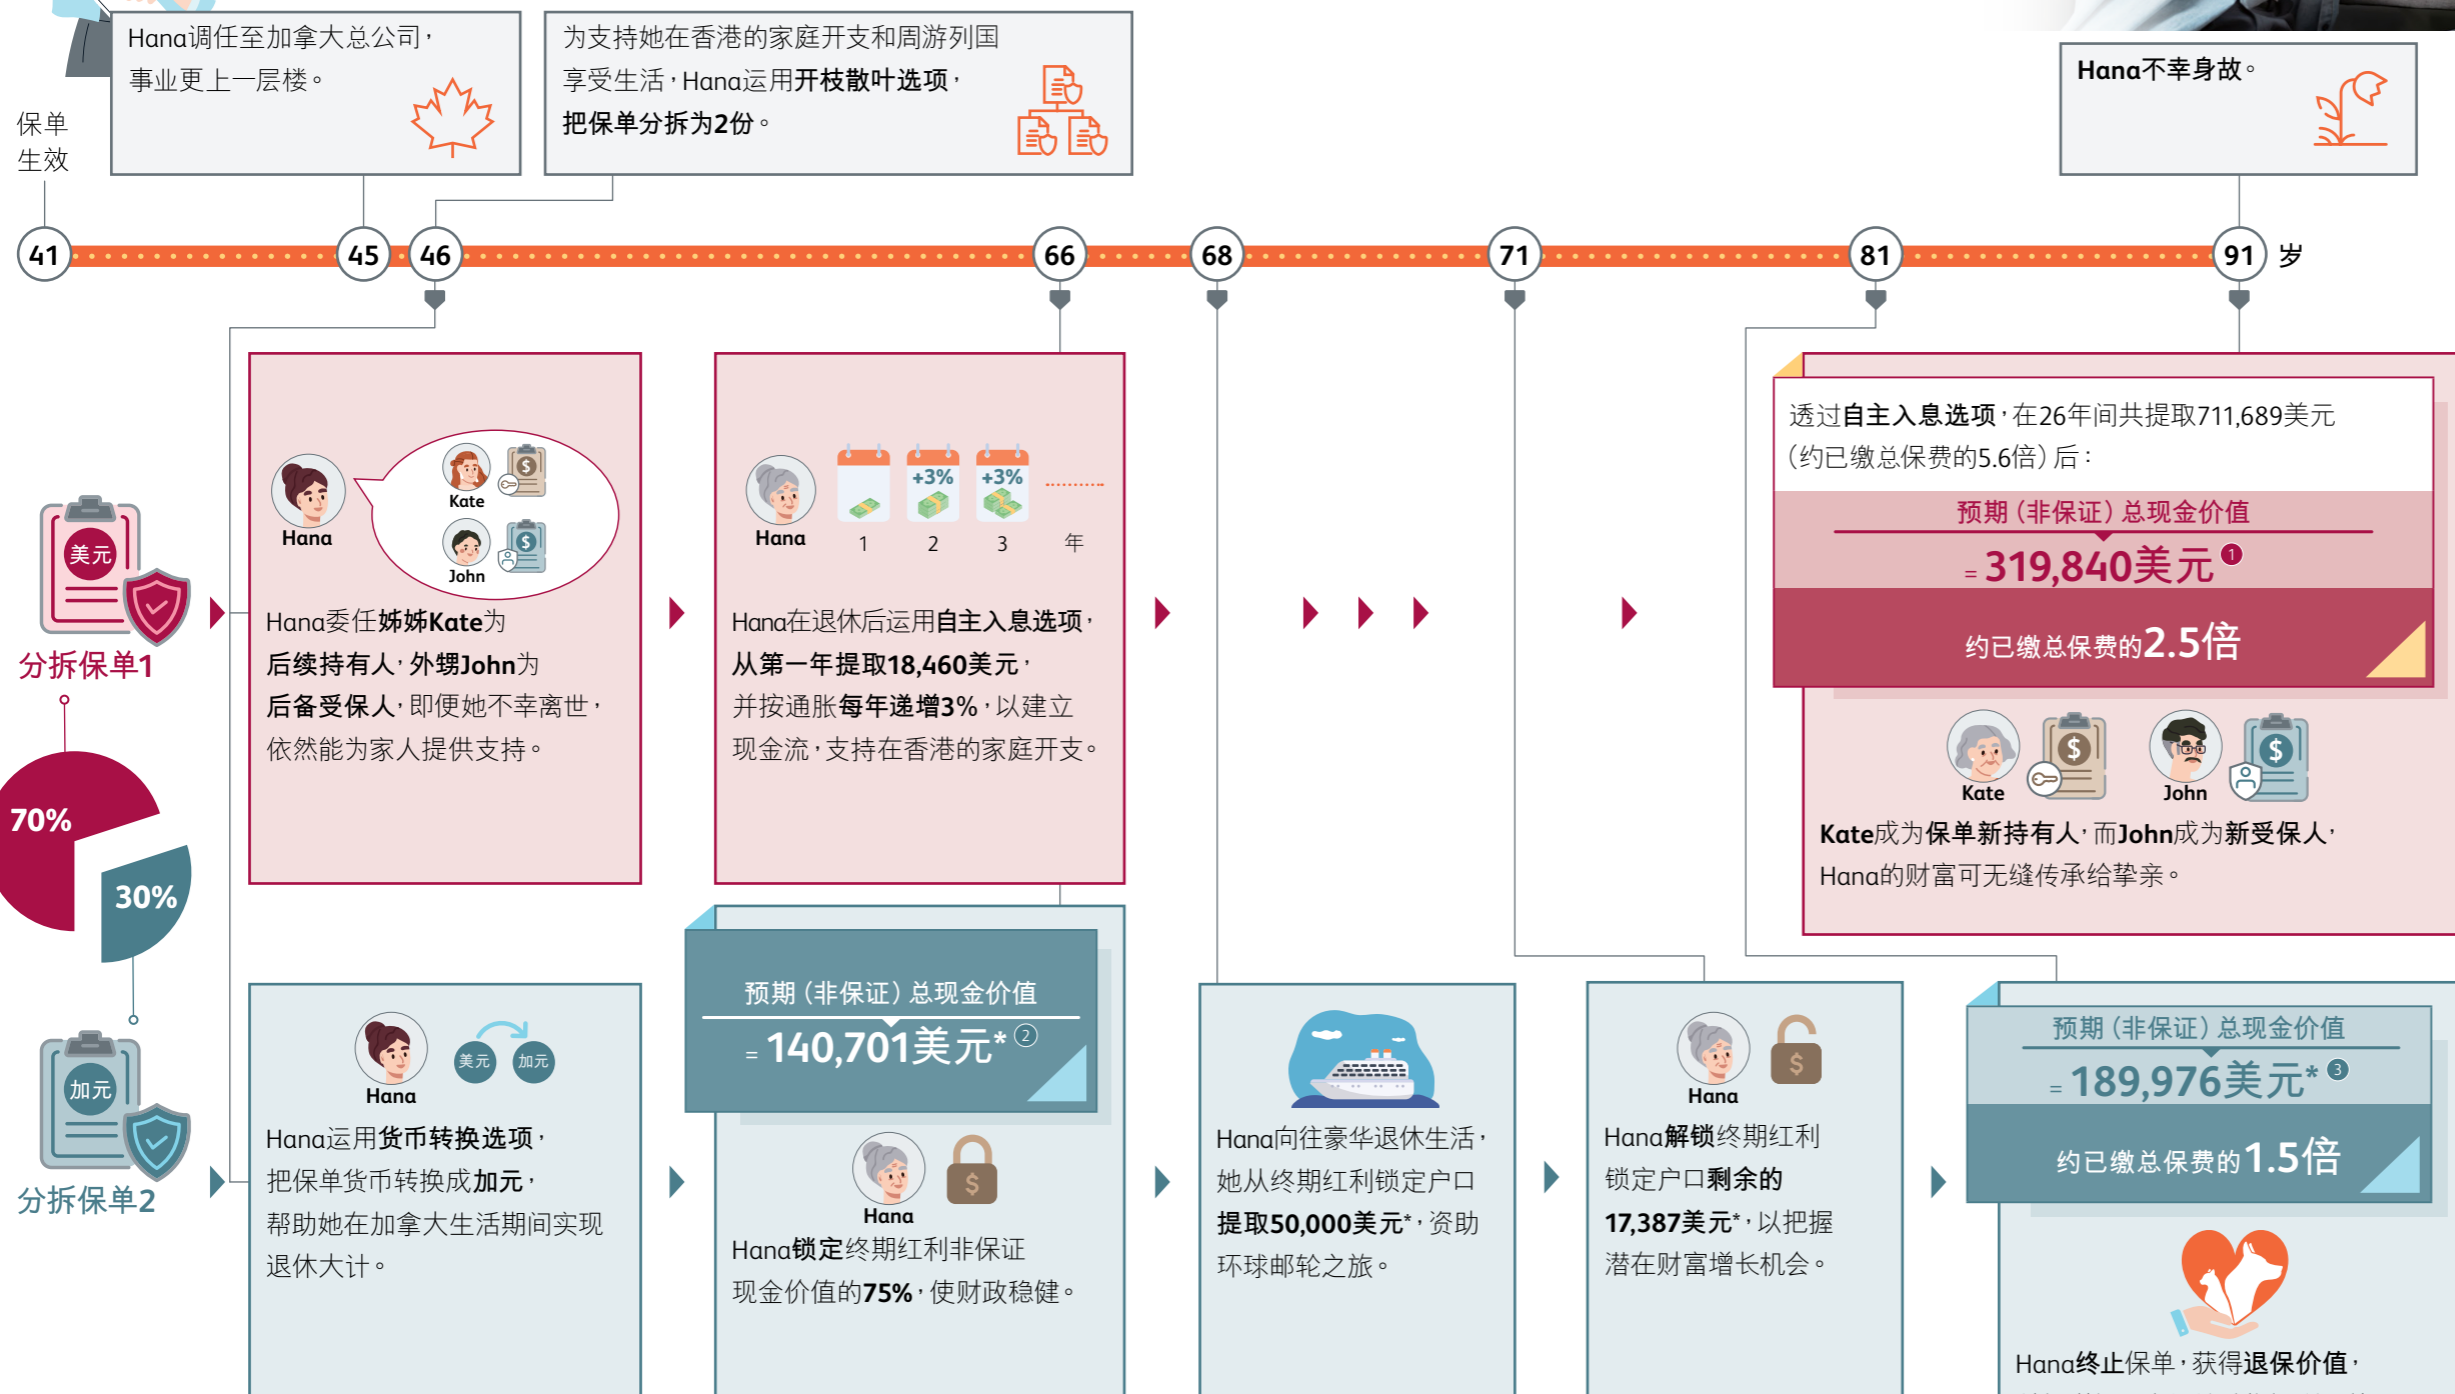 Hana调任至加拿大总公司，
事业更上一层楼。
为支持她在香港的家庭开支和周游列国
享受生活，Hana运用开枝散叶选项，
把保单分拆为2份。
Hana不幸身故。
保单
生效
41
45
46
66
68
71
81
91
岁
美元
分拆保单1
70%
30%
加元
分拆保单2
Hana
Kate
John
Hana委任姊姊Kate为
后续持有人，外甥John为
后备受保人，即便她不幸离世，
依然能为家人提供支持。
Hana
+3%
+3%
1
2
3
年
Hana在退休后运用自主入息选项，
从第一年提取18,460美元，
并按通胀每年递增3%，以建立
现金流，支持在香港的家庭开支。
透过自主入息选项，在26年间共提取711,689美元
（约已缴总保费的5.6倍）后：
预期（非保证）总现金价值
= 319,840美元①
约已缴总保费的2.5倍
Kate
John
Kate成为保单新持有人，而John成为新受保人，
Hana的财富可无缝传承给挚亲。
Hana
美元
加元
Hana运用货币转换选项，
把保单货币转换成加元，
帮助她在加拿大生活期间实现
退休大计。
预期（非保证）总现金价值
= 140,701美元*②
$
Hana
Hana锁定终期红利非保证
现金价值的75%，使财政稳健。
Hana向往豪华退休生活，
她从终期红利锁定户口
提取50,000美元*，资助
环球邮轮之旅。
$
Hana
Hana解锁终期红利
锁定户口剩余的
17,387美元*，以把握
潜在财富增长机会。
预期（非保证）总现金价值
= 189,976美元*③
约已缴总保费的1.5倍
Hana终止保单，获得退保价值，